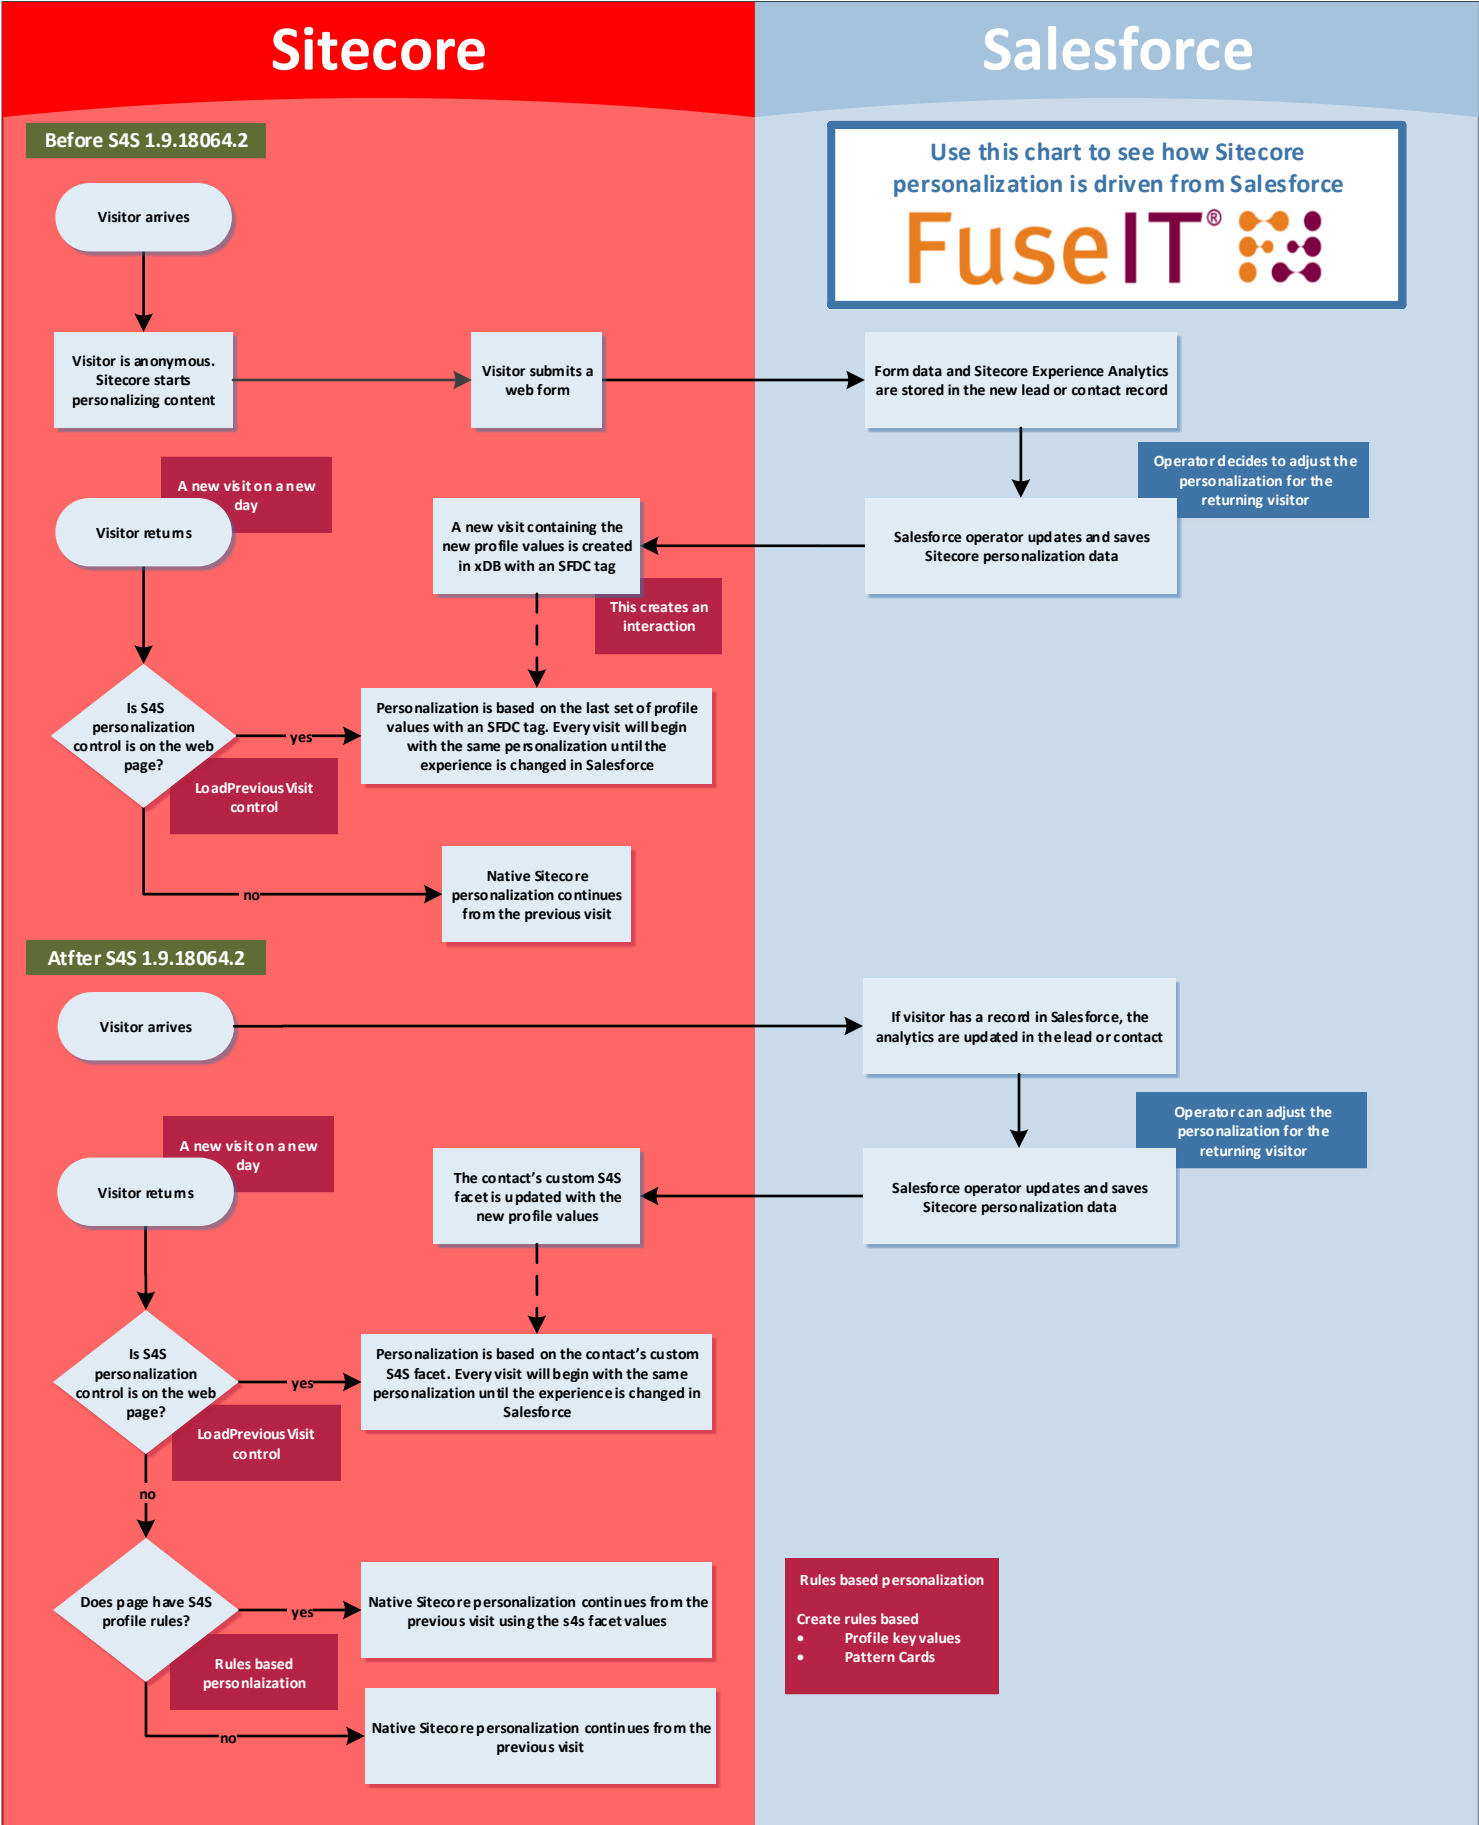 Sitecore
Salesforce
Before S4S 1.9.18064.2
Use this chart to see how Sitecore
personalization is driven from Salesforce
FuseIT®
Visitor arrives
Visitor is anonymous.
Sitecore starts
personalizing content
Visitor submits a
web form
Form data and Sitecore Experience Analytics
are stored in the new lead or contact record
Operator decides to adjust the
personalization for the
returning visitor
A new visit on a new
day
Visitor returns
A new visit containing the
new profile values is created
in xDB with an SFDC tag
Salesforce operator updates and saves
Sitecore personalization data
This creates an
interaction
Is S4S
personalization
control is on the web
page?
yes
Personalization is based on the last set of profile
values with an SFDC tag. Every visit will begin
with the same personalization until the
experience is changed in Salesforce
LoadPreviousVisit
control
no
Native Sitecore
personalization continues
from the previous visit
Atfter S4S 1.9.18064.2
Visitor arrives
If visitor has a record in Salesforce, the
analytics are updated in the lead or contact
Operator can adjust the
personalization for the
returning visitor
A new visit on a new
day
Visitor returns
The contact’s custom S4S
facet is updated with the
new profile values
Salesforce operator updates and saves
Sitecore personalization data
Is S4S
personalization
control is on the web
page?
yes
Personalization is based on the contact’s custom
S4S facet. Every visit will begin with the same
personalization until the experience is changed in
Salesforce
LoadPreviousVisit
control
no
Does page have S4S
profile rules?
yes
Native Sitecore personalization continues from the
previous visit using the s4s facet values
Rules based
personlaization
no
Native Sitecore personalization continues from the
previous visit
Rules based personalization
Create rules based
• Profile key values
• Pattern Cards